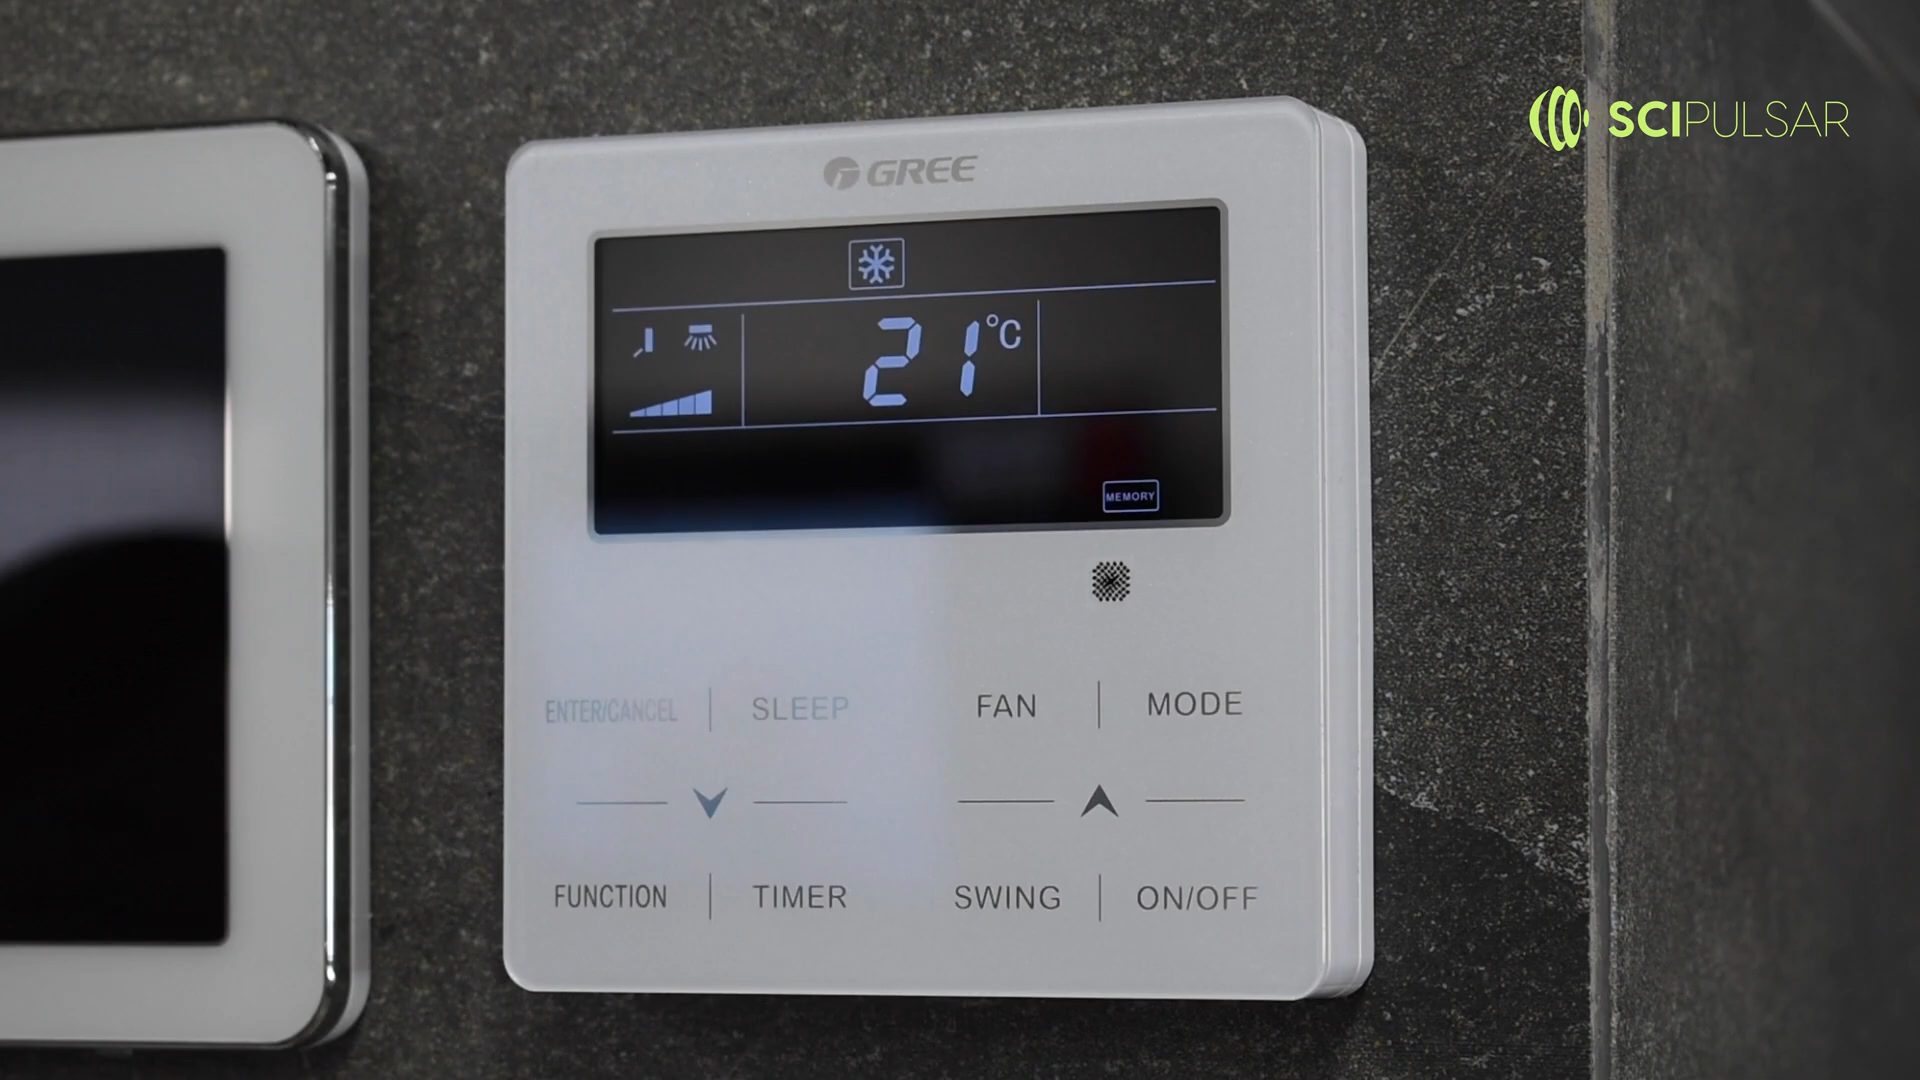 SCIPULSAR
GREE
21°C
MEMORY
ENTER/CANCEL | SLEEP
FAN | MODE
FUNCTION | TIMER
SWING | ON/OFF